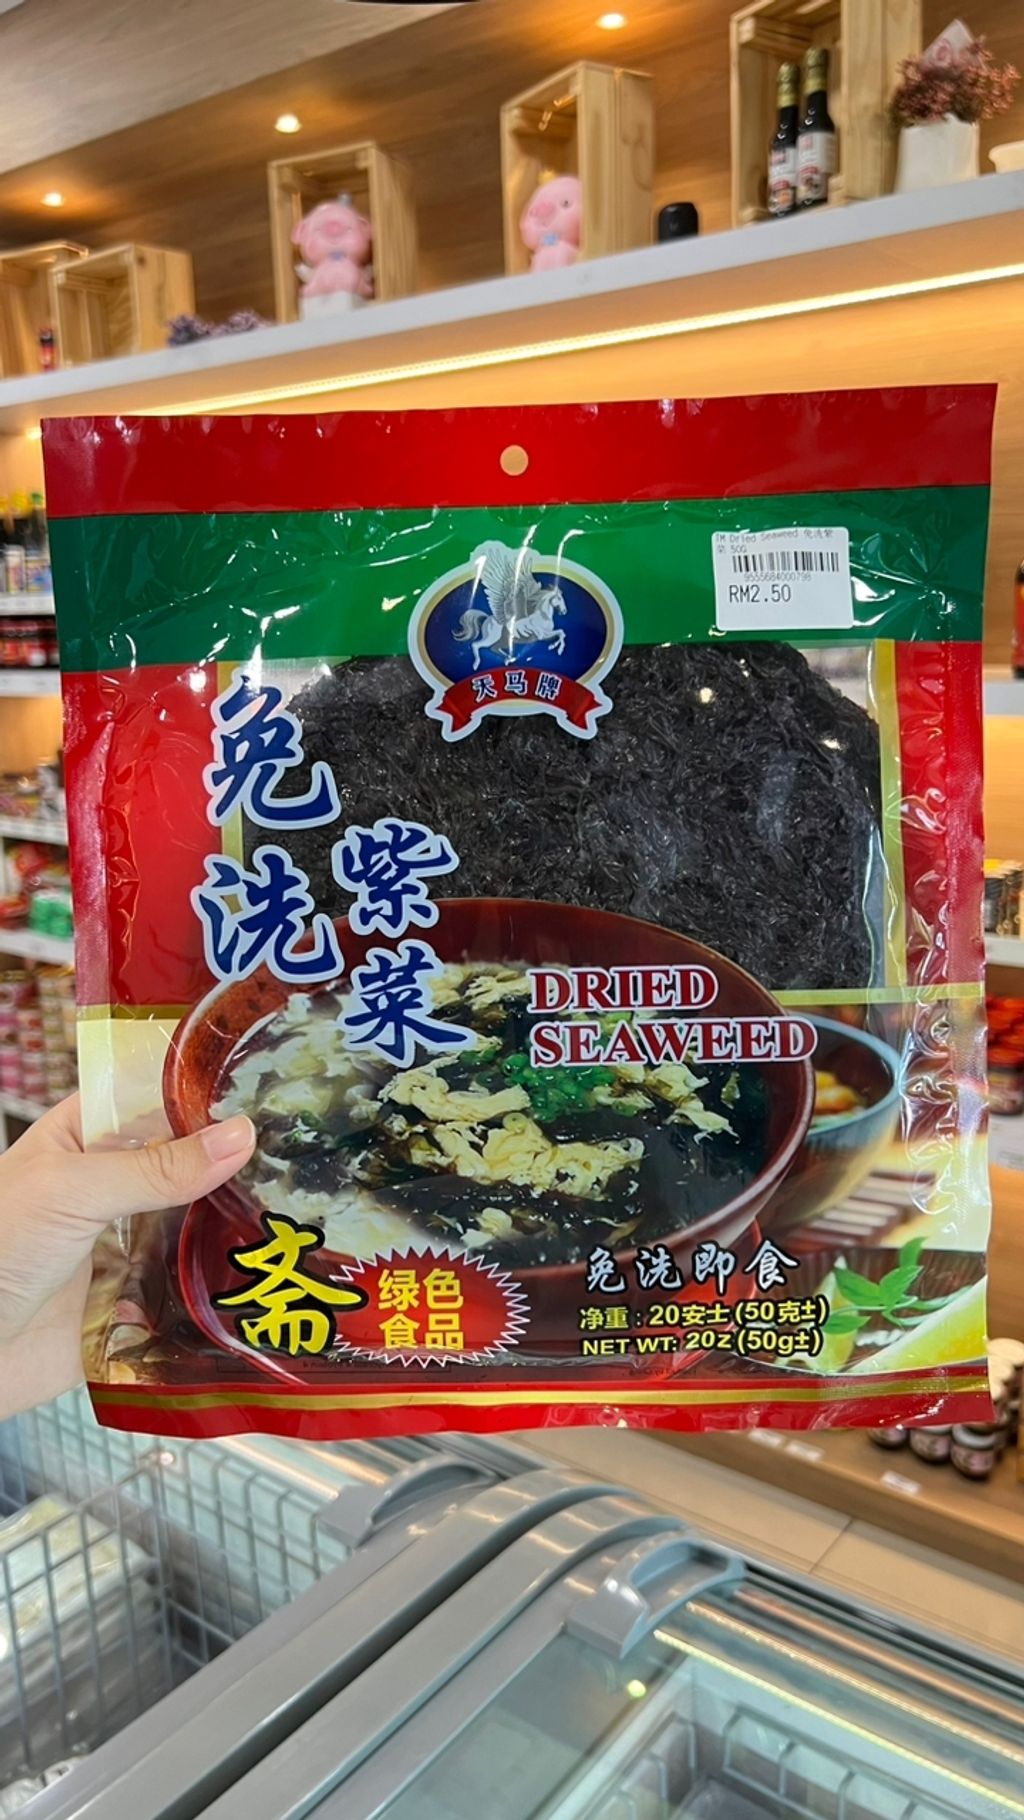 TM Dried Seaweed 免洗紫
菜 50G
9555684000798
RM2.50
天马牌
免洗
紫菜
DRIED
SEAWEED
斋
绿色
食品
免洗即食
净重：20安士 (50克±)
NET WT: 20Z (50g±)